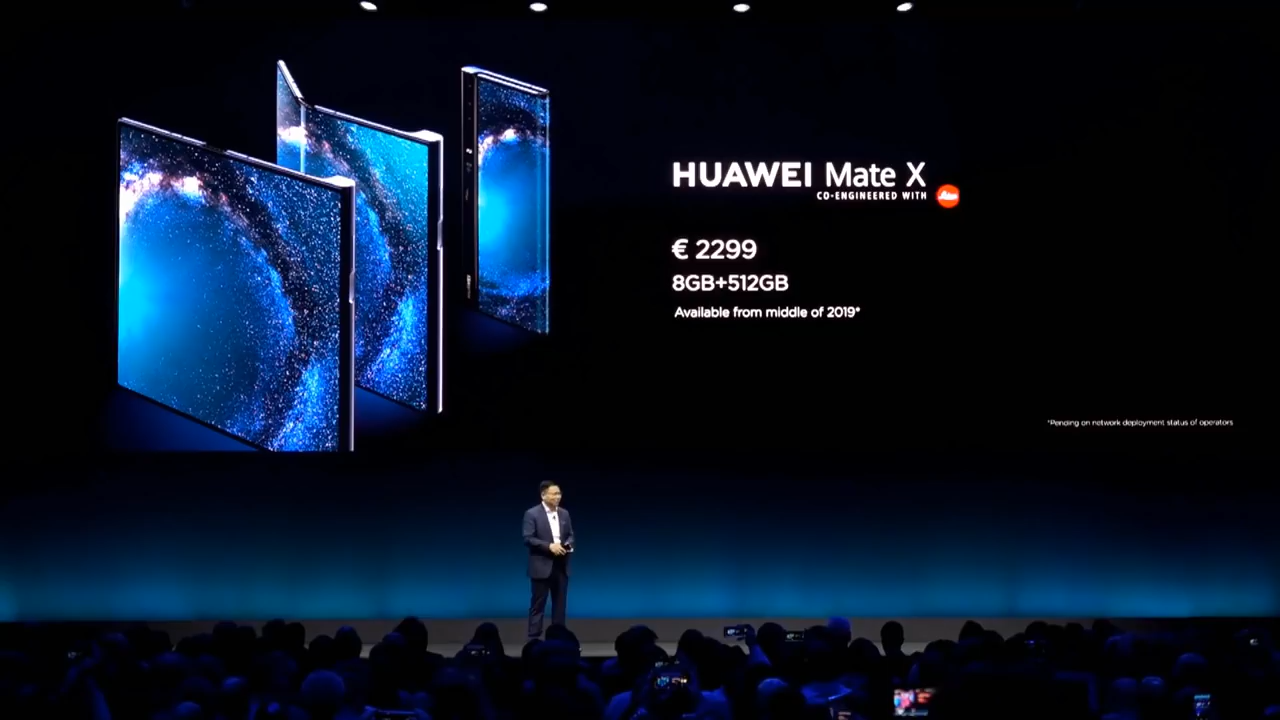 HUAWEI Mate X
CO-ENGINEERED WITH Leica
€ 2299
8GB+512GB
Available from middle of 2019*
*Pending on network deployment status of operators